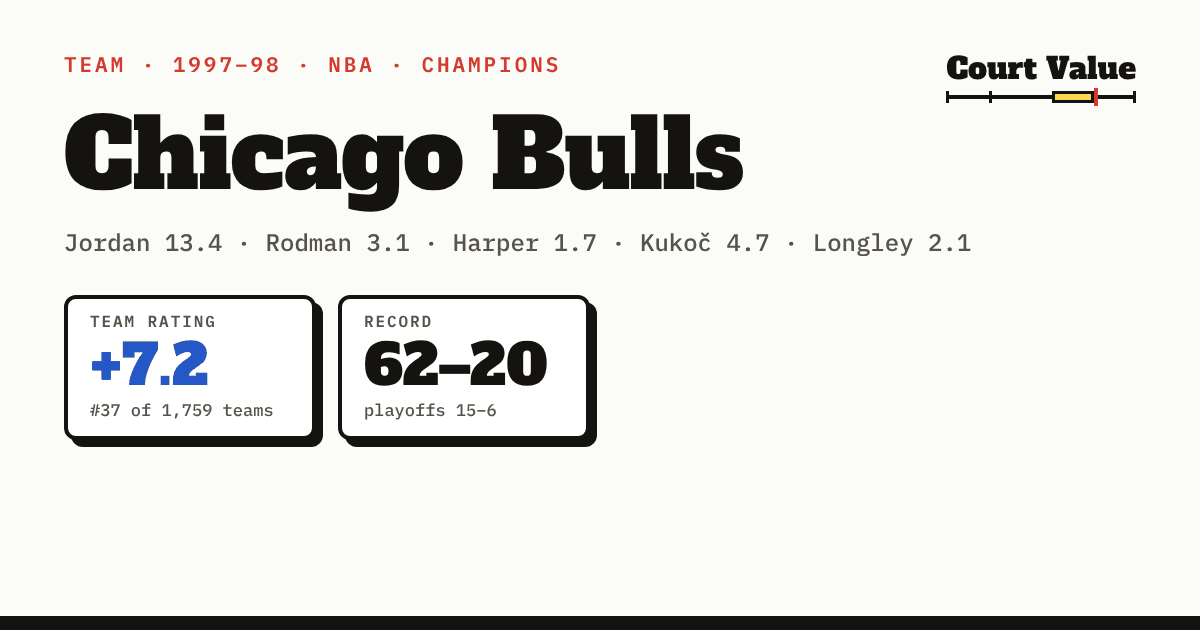 TEAM · 1997–98 · NBA · CHAMPIONS
Court Value
Chicago Bulls
Jordan 13.4 · Rodman 3.1 · Harper 1.7 · Kukoč 4.7 · Longley 2.1
TEAM RATING
+7.2
#37 of 1,759 teams
RECORD
62–20
playoffs 15–6